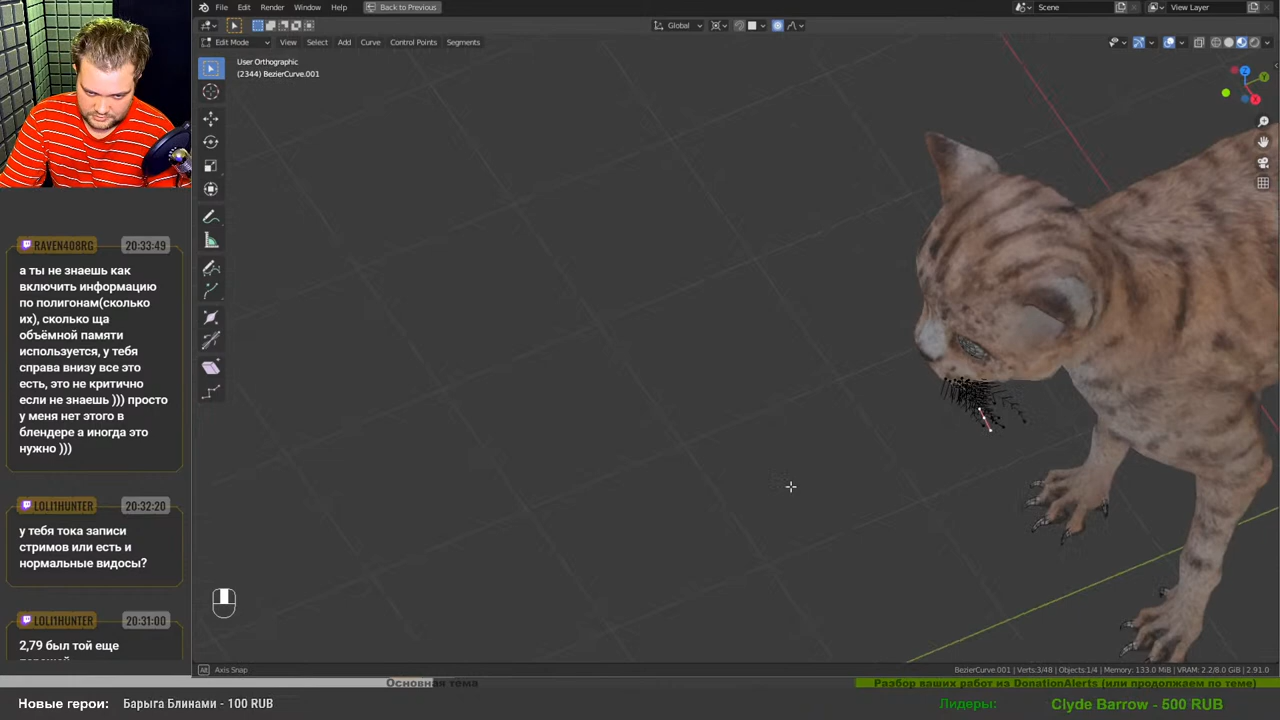 File Edit Render Window Help Back to Previous Scene View Layer
Global
Edit Mode View Select Add Curve Control Points Segments
User Orthographic
(2344) BezierCurve.001
Z
Y
X
RAVEN408RG 20:33:49
а ты не знаешь как
включить информацию
по полигонам(сколько
их), сколько ща
объёмной памяти
используется, у тебя
справа внизу все это
есть, это не критично
если не знаешь ))) просто
у меня нет этого в
блендере а иногда это
нужно )))
LOLI1HUNTER 20:32:20
у тебя тока записи
стримов или есть и
нормальные видосы?
LOLI1HUNTER 20:31:00
2,79 был той еще
Alt Axis Snap
BezierCurve.001 | Verts:3/48 | Objects:1/4 | Memory: 133.0 MiB | VRAM: 2.2/8.0 GiB | 2.91.0
Основная тема
Разбор ваших работ из DonationAlerts (или продолжаем по теме)
Новые герои: Барыга Блинами - 100 RUB
Лидеры: Clyde Barrow - 500 RUB